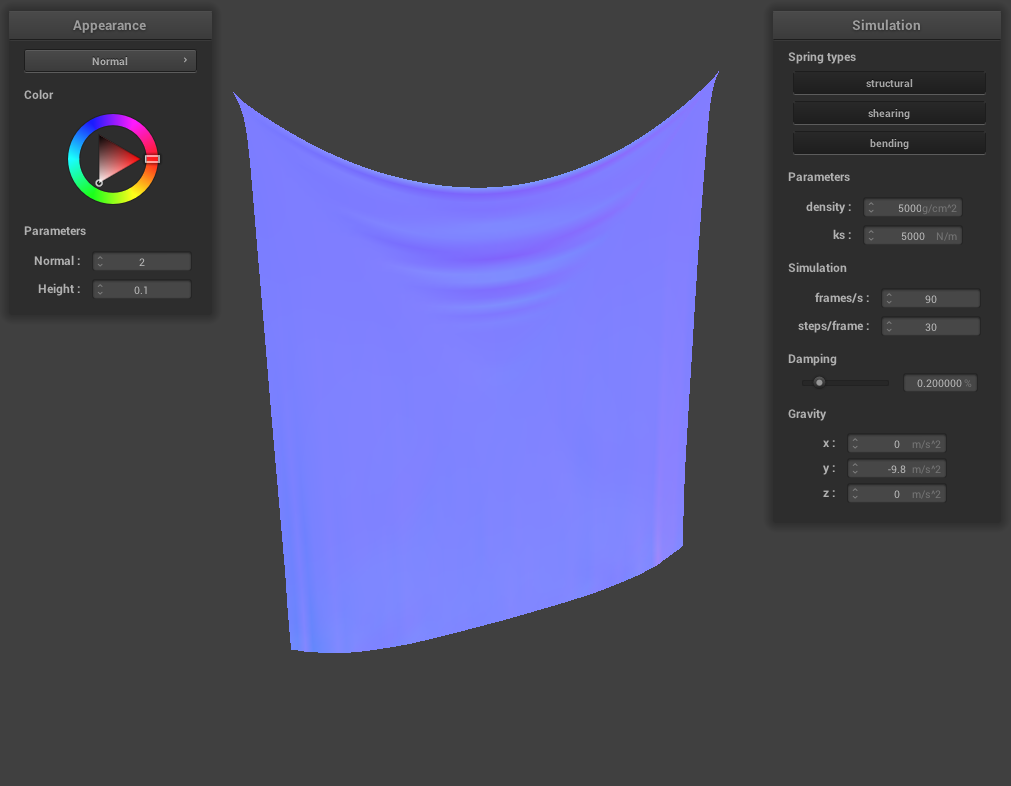 Appearance
Normal
Color
Parameters
Normal : 2
Height : 0.1
Simulation
Spring types
structural
shearing
bending
Parameters
density : 5000g/cm^2
ks : 5000 N/m
Simulation
frames/s : 90
steps/frame : 30
Damping
0.200000 %
Gravity
x : 0 m/s^2
y : -9.8 m/s^2
z : 0 m/s^2